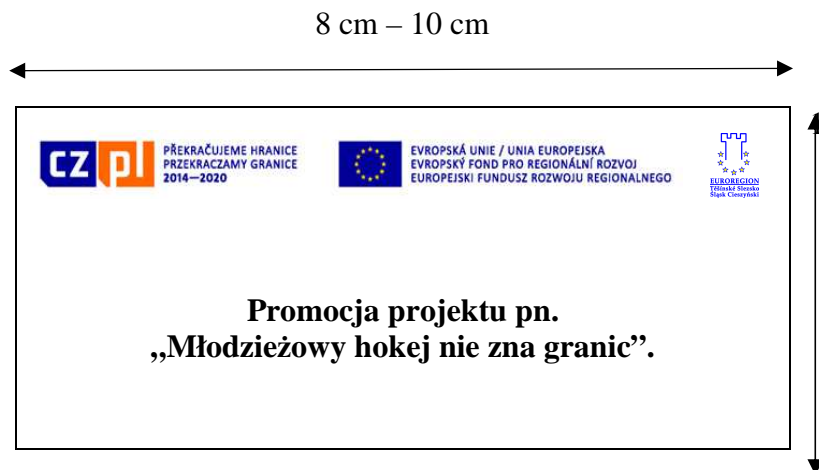 8 cm – 10 cm
CZ pl
PŘEKRAČUJEME HRANICE
PRZEKRACZAMY GRANICE
2014—2020
EVROPSKÁ UNIE / UNIA EUROPEJSKA
EVROPSKÝ FOND PRO REGIONÁLNÍ ROZVOJ
EUROPEJSKI FUNDUSZ ROZWOJU REGIONALNEGO
EUROREGION
Těšínské Slezsko
Śląsk Cieszyński
Promocja projektu pn.
„Młodzieżowy hokej nie zna granic”.